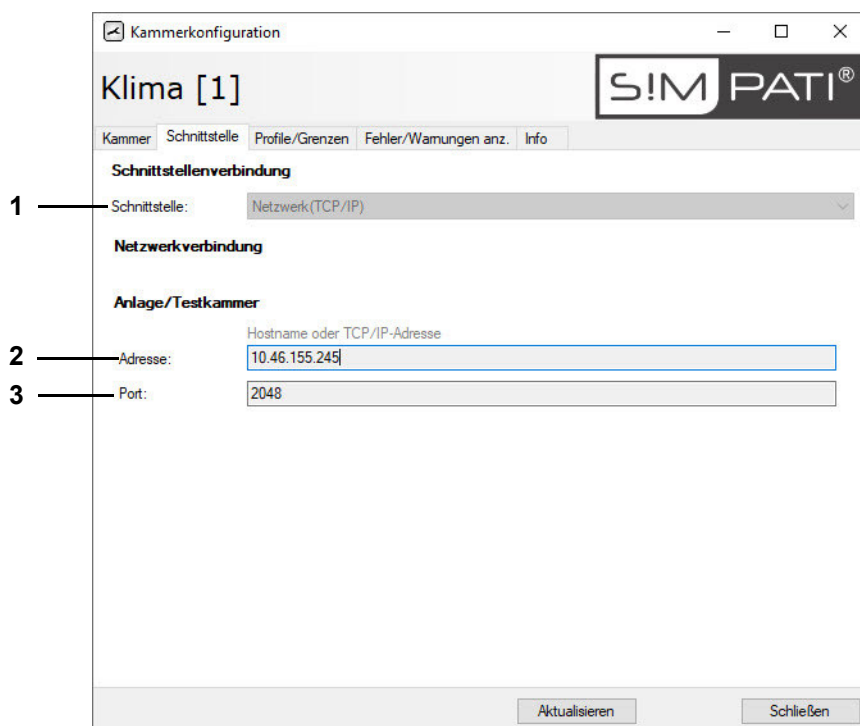 Kammerkonfiguration
Klima [1]
S!MPATI®
Kammer Schnittstelle Profile/Grenzen Fehler/Warnungen anz. Info
Schnittstellenverbindung
1 Schnittstelle: Netzwerk(TCP/IP)
Netzwerkverbindung
Anlage/Testkammer
Hostname oder TCP/IP-Adresse
2 Adresse: 10.46.155.245
3 Port: 2048
Aktualisieren Schließen